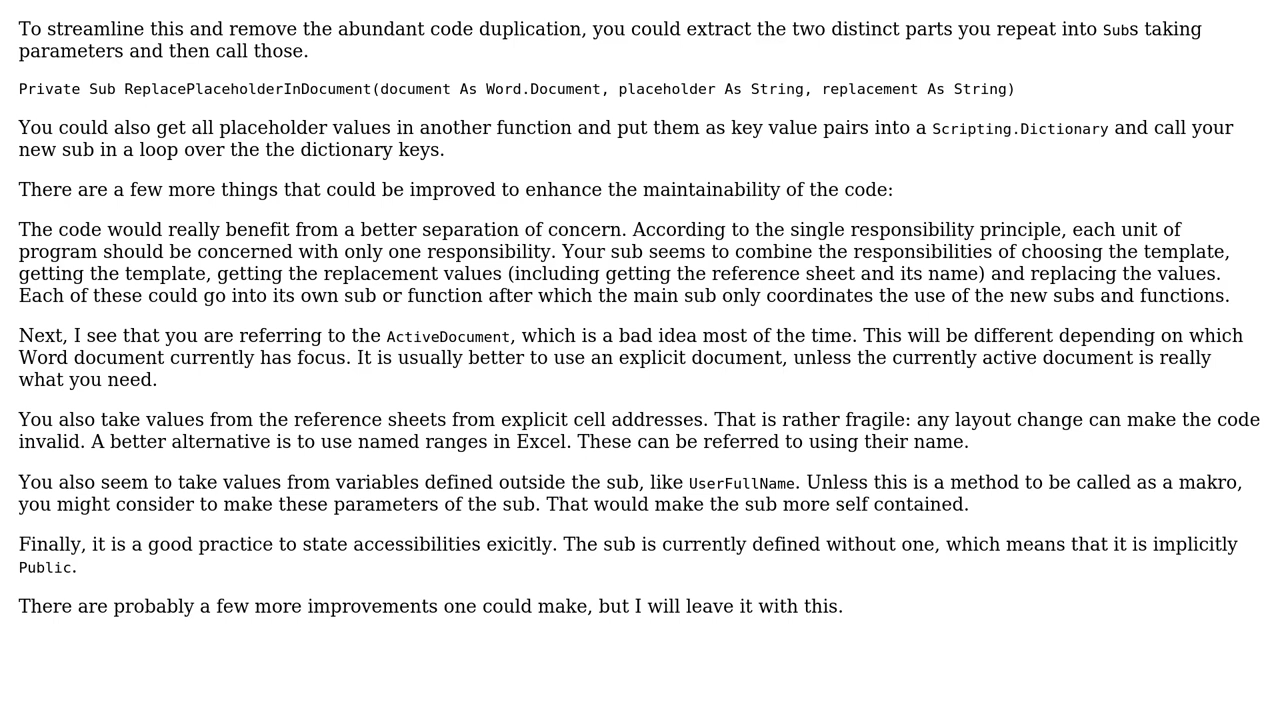 To streamline this and remove the abundant code duplication, you could extract the two distinct parts you repeat into Subs taking
parameters and then call those.
Private Sub ReplacePlaceholderInDocument(document As Word.Document, placeholder As String, replacement As String)
You could also get all placeholder values in another function and put them as key value pairs into a Scripting.Dictionary and call your
new sub in a loop over the the dictionary keys.
There are a few more things that could be improved to enhance the maintainability of the code:
The code would really benefit from a better separation of concern. According to the single responsibility principle, each unit of
program should be concerned with only one responsibility. Your sub seems to combine the responsibilities of choosing the template,
getting the template, getting the replacement values (including getting the reference sheet and its name) and replacing the values.
Each of these could go into its own sub or function after which the main sub only coordinates the use of the new subs and functions.
Next, I see that you are referring to the ActiveDocument, which is a bad idea most of the time. This will be different depending on which
Word document currently has focus. It is usually better to use an explicit document, unless the currently active document is really
what you need.
You also take values from the reference sheets from explicit cell addresses. That is rather fragile: any layout change can make the code
invalid. A better alternative is to use named ranges in Excel. These can be referred to using their name.
You also seem to take values from variables defined outside the sub, like UserFullName. Unless this is a method to be called as a makro,
you might consider to make these parameters of the sub. That would make the sub more self contained.
Finally, it is a good practice to state accessibilities exicitly. The sub is currently defined without one, which means that it is implicitly
Public.
There are probably a few more improvements one could make, but I will leave it with this.